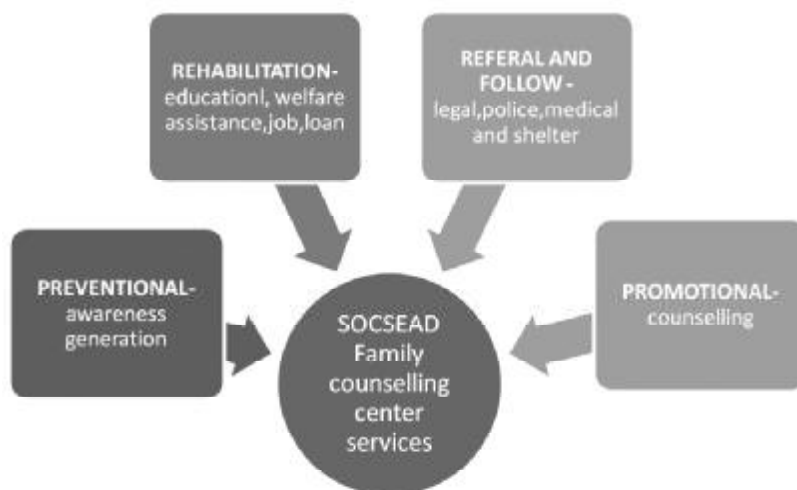 REHABILITATION-
educationl, welfare
assistance,job,loan
REFERAL AND
FOLLOW -
legal,police,medical
and shelter
PREVENTIONAL-
awareness
generation
PROMOTIONAL-
counselling
SOCSEAD
Family
counselling
center
services